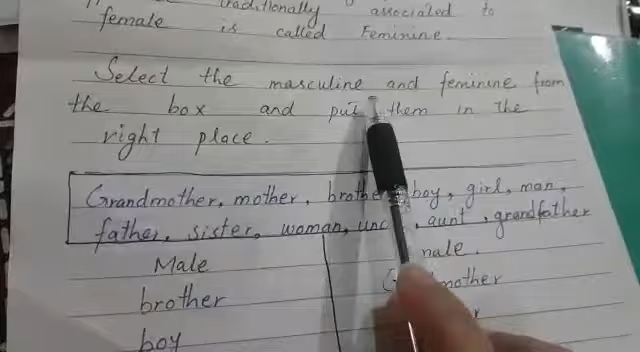 traditionally associated to
female is called Feminine.
Select the masculine and feminine from
the box and put them in the
right place.
Grandmother, mother, brother, boy, girl, man,
father, sister, woman, aunt, grandfather
Male
brother
boy